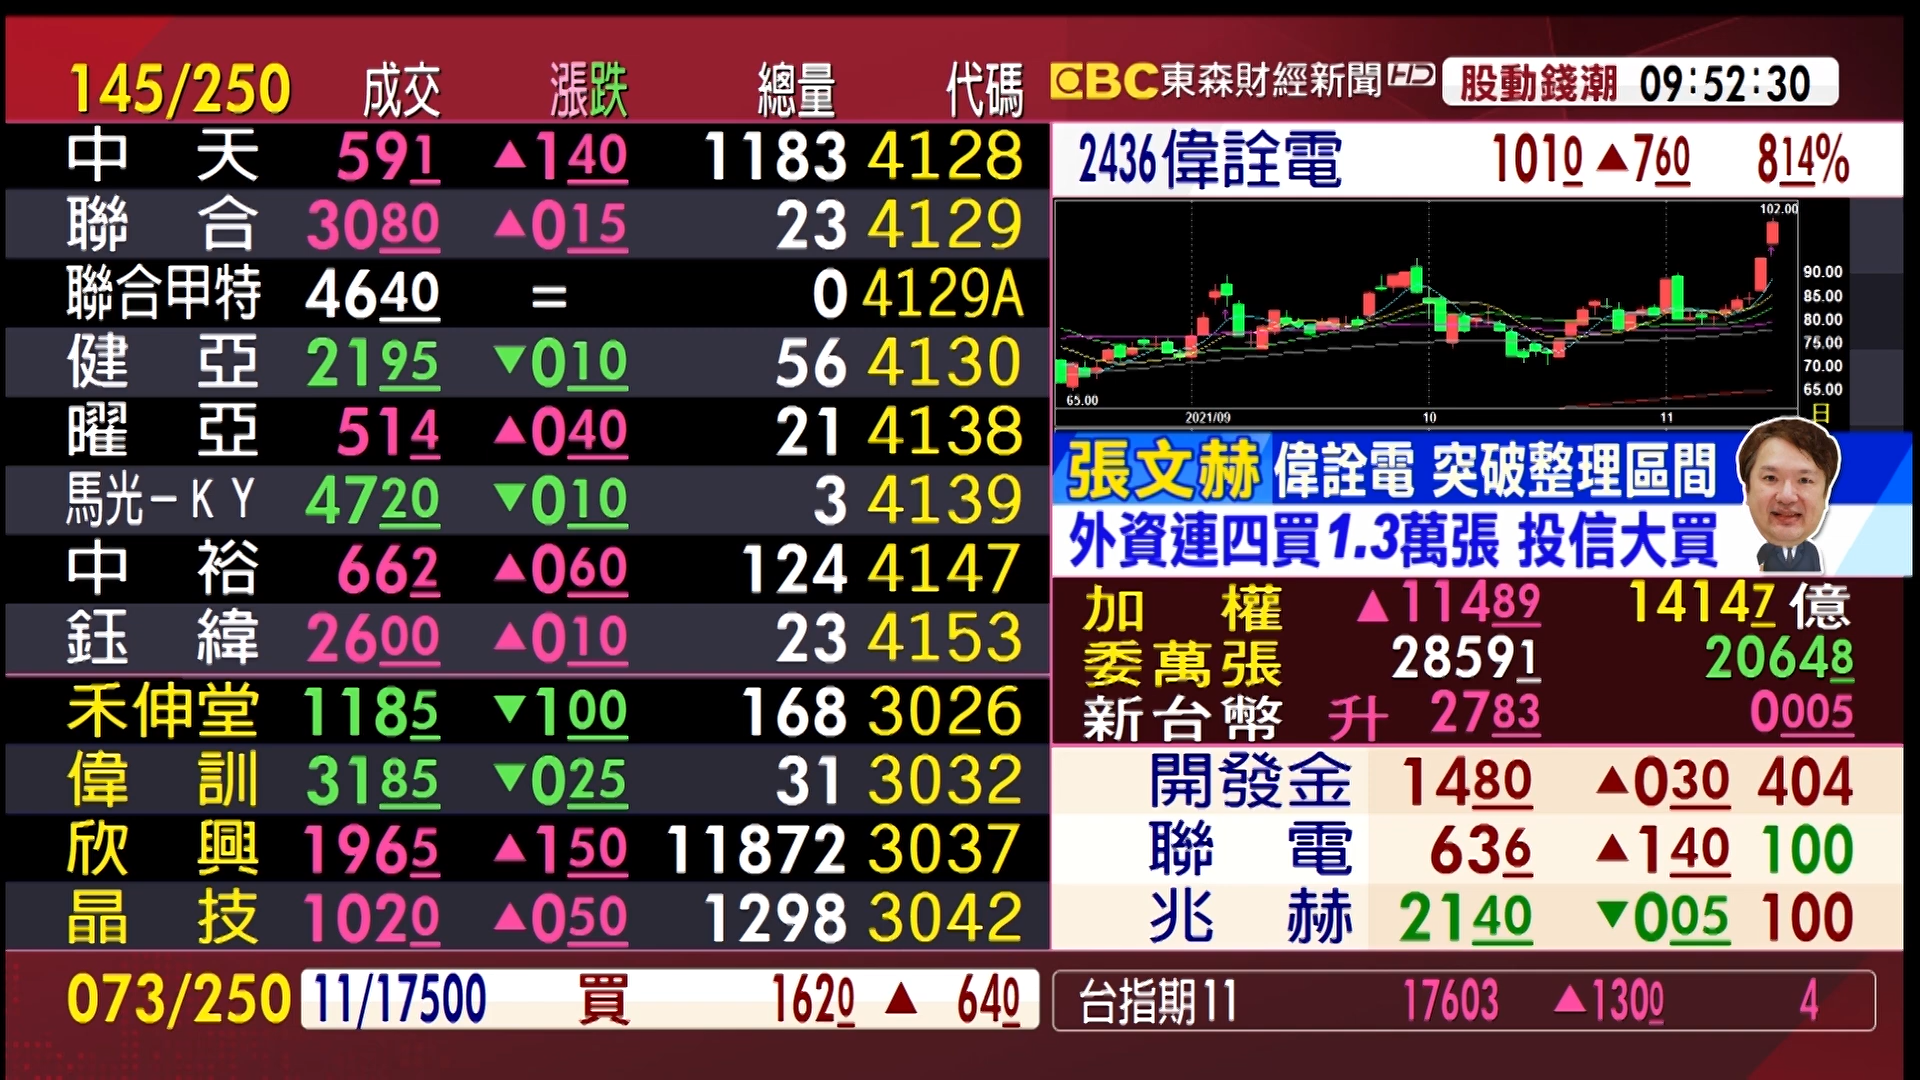 145/250 成交 漲跌 總量 代碼
中天 591 ▲140 1183 4128
聯合 3080 ▲015 23 4129
聯合甲特 4640 = 0 4129A
健亞 2195 ▼010 56 4130
曜亞 514 ▲040 21 4138
馬光-KY 4720 ▼010 3 4139
中裕 662 ▲060 124 4147
鈺緯 2600 ▲010 23 4153
禾伸堂 1185 ▼100 168 3026
偉訓 3185 ▼025 31 3032
欣興 1965 ▲150 11872 3037
晶技 1020 ▲050 1298 3042
073/250 11/17500 買 1620 ▲ 640
EBC東森財經新聞HD 股動錢潮 09:52:30
2436偉詮電 1010 ▲760 814%
102.00
90.00
85.00
80.00
75.00
70.00
65.00
65.00
2021/09 10 11 日
張文赫 偉詮電 突破整理區間
外資連四買1.3萬張 投信大買
加權 ▲11489 14147億
委萬張 28591 20648
新台幣 升 2783 0005
開發金 1480 ▲030 404
聯電 636 ▲140 100
兆赫 2140 ▼005 100
台指期11 17603 ▲1300 4